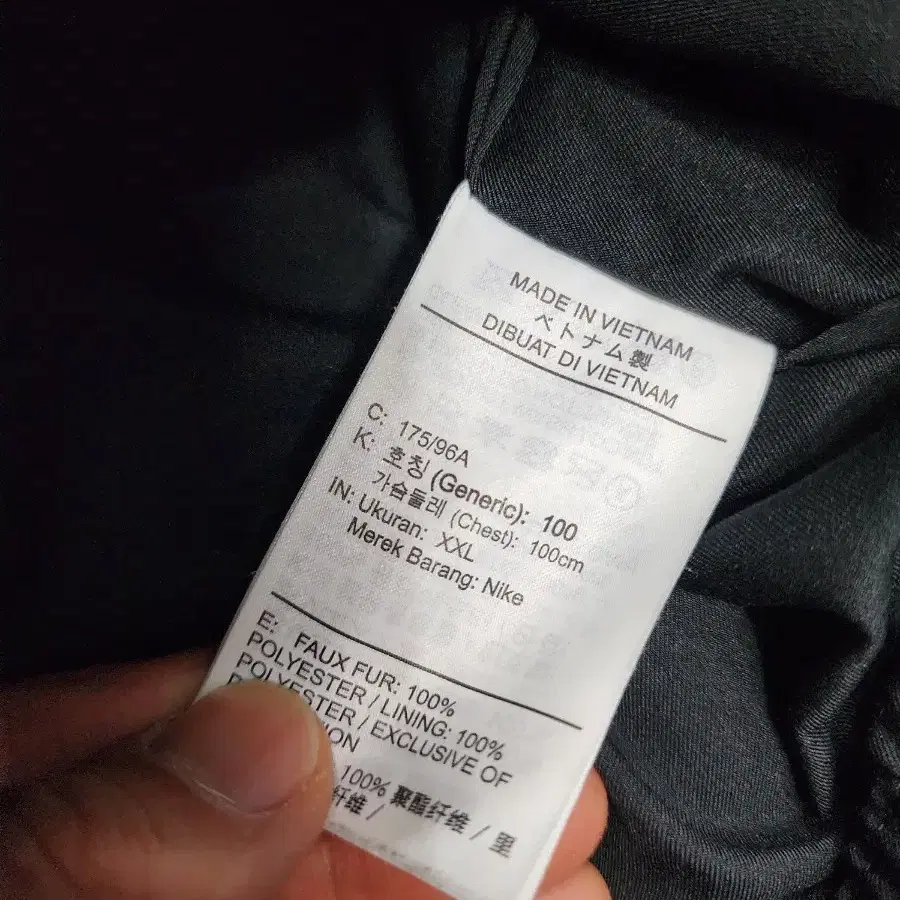 MADE IN VIETNAM
ベトナム製
DIBUAT DI VIETNAM
C: 175/96A
K: 호칭 (Generic): 100
가슴둘레 (Chest): 100cm
IN: Ukuran: XXL
Merek Barang: Nike
E: FAUX FUR: 100%
POLYESTER / LINING: 100%
POLYESTER / EXCLUSIVE OF
100% 聚酯纤维 / 里
纤维 /